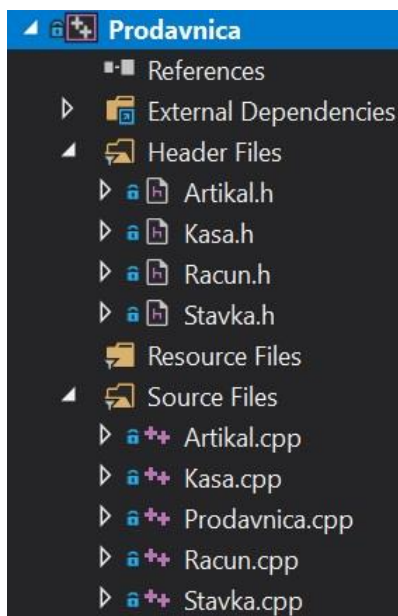 Prodavnica
References
External Dependencies
Header Files
Artikal.h
Kasa.h
Racun.h
Stavka.h
Resource Files
Source Files
Artikal.cpp
Kasa.cpp
Prodavnica.cpp
Racun.cpp
Stavka.cpp